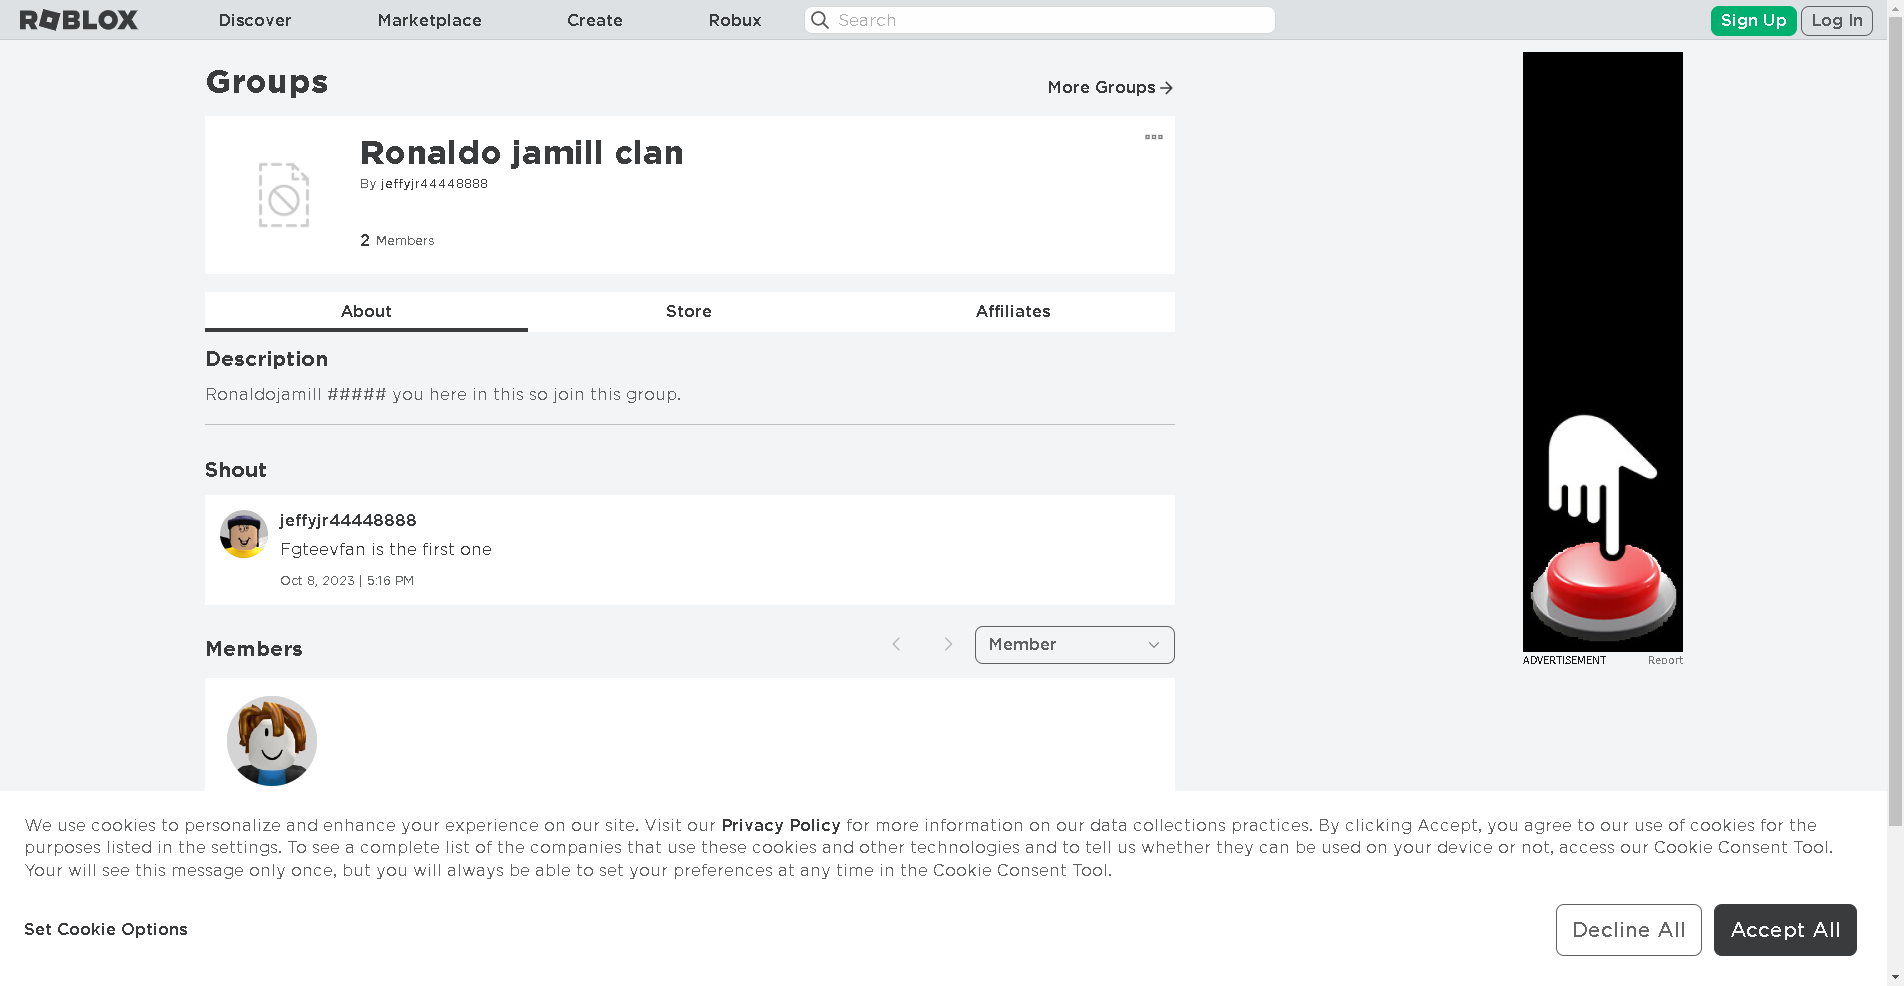 ROBLOX
Discover
Marketplace
Create
Robux
Search
Sign Up
Log In
Groups
More Groups
Ronaldo jamill clan
By jeffyjr44448888
2 Members
About
Store
Affiliates
Description
Ronaldojamill ##### you here in this so join this group.
Shout
jeffyjr44448888
Fgteevfan is the first one
Oct 8, 2023 | 5:16 PM
Members
Member
ADVERTISEMENT
Report
We use cookies to personalize and enhance your experience on our site. Visit our Privacy Policy for more information on our data collections practices. By clicking Accept, you agree to our use of cookies for the
purposes listed in the settings. To see a complete list of the companies that use these cookies and other technologies and to tell us whether they can be used on your device or not, access our Cookie Consent Tool.
Your will see this message only once, but you will always be able to set your preferences at any time in the Cookie Consent Tool.
Set Cookie Options
Decline All
Accept All